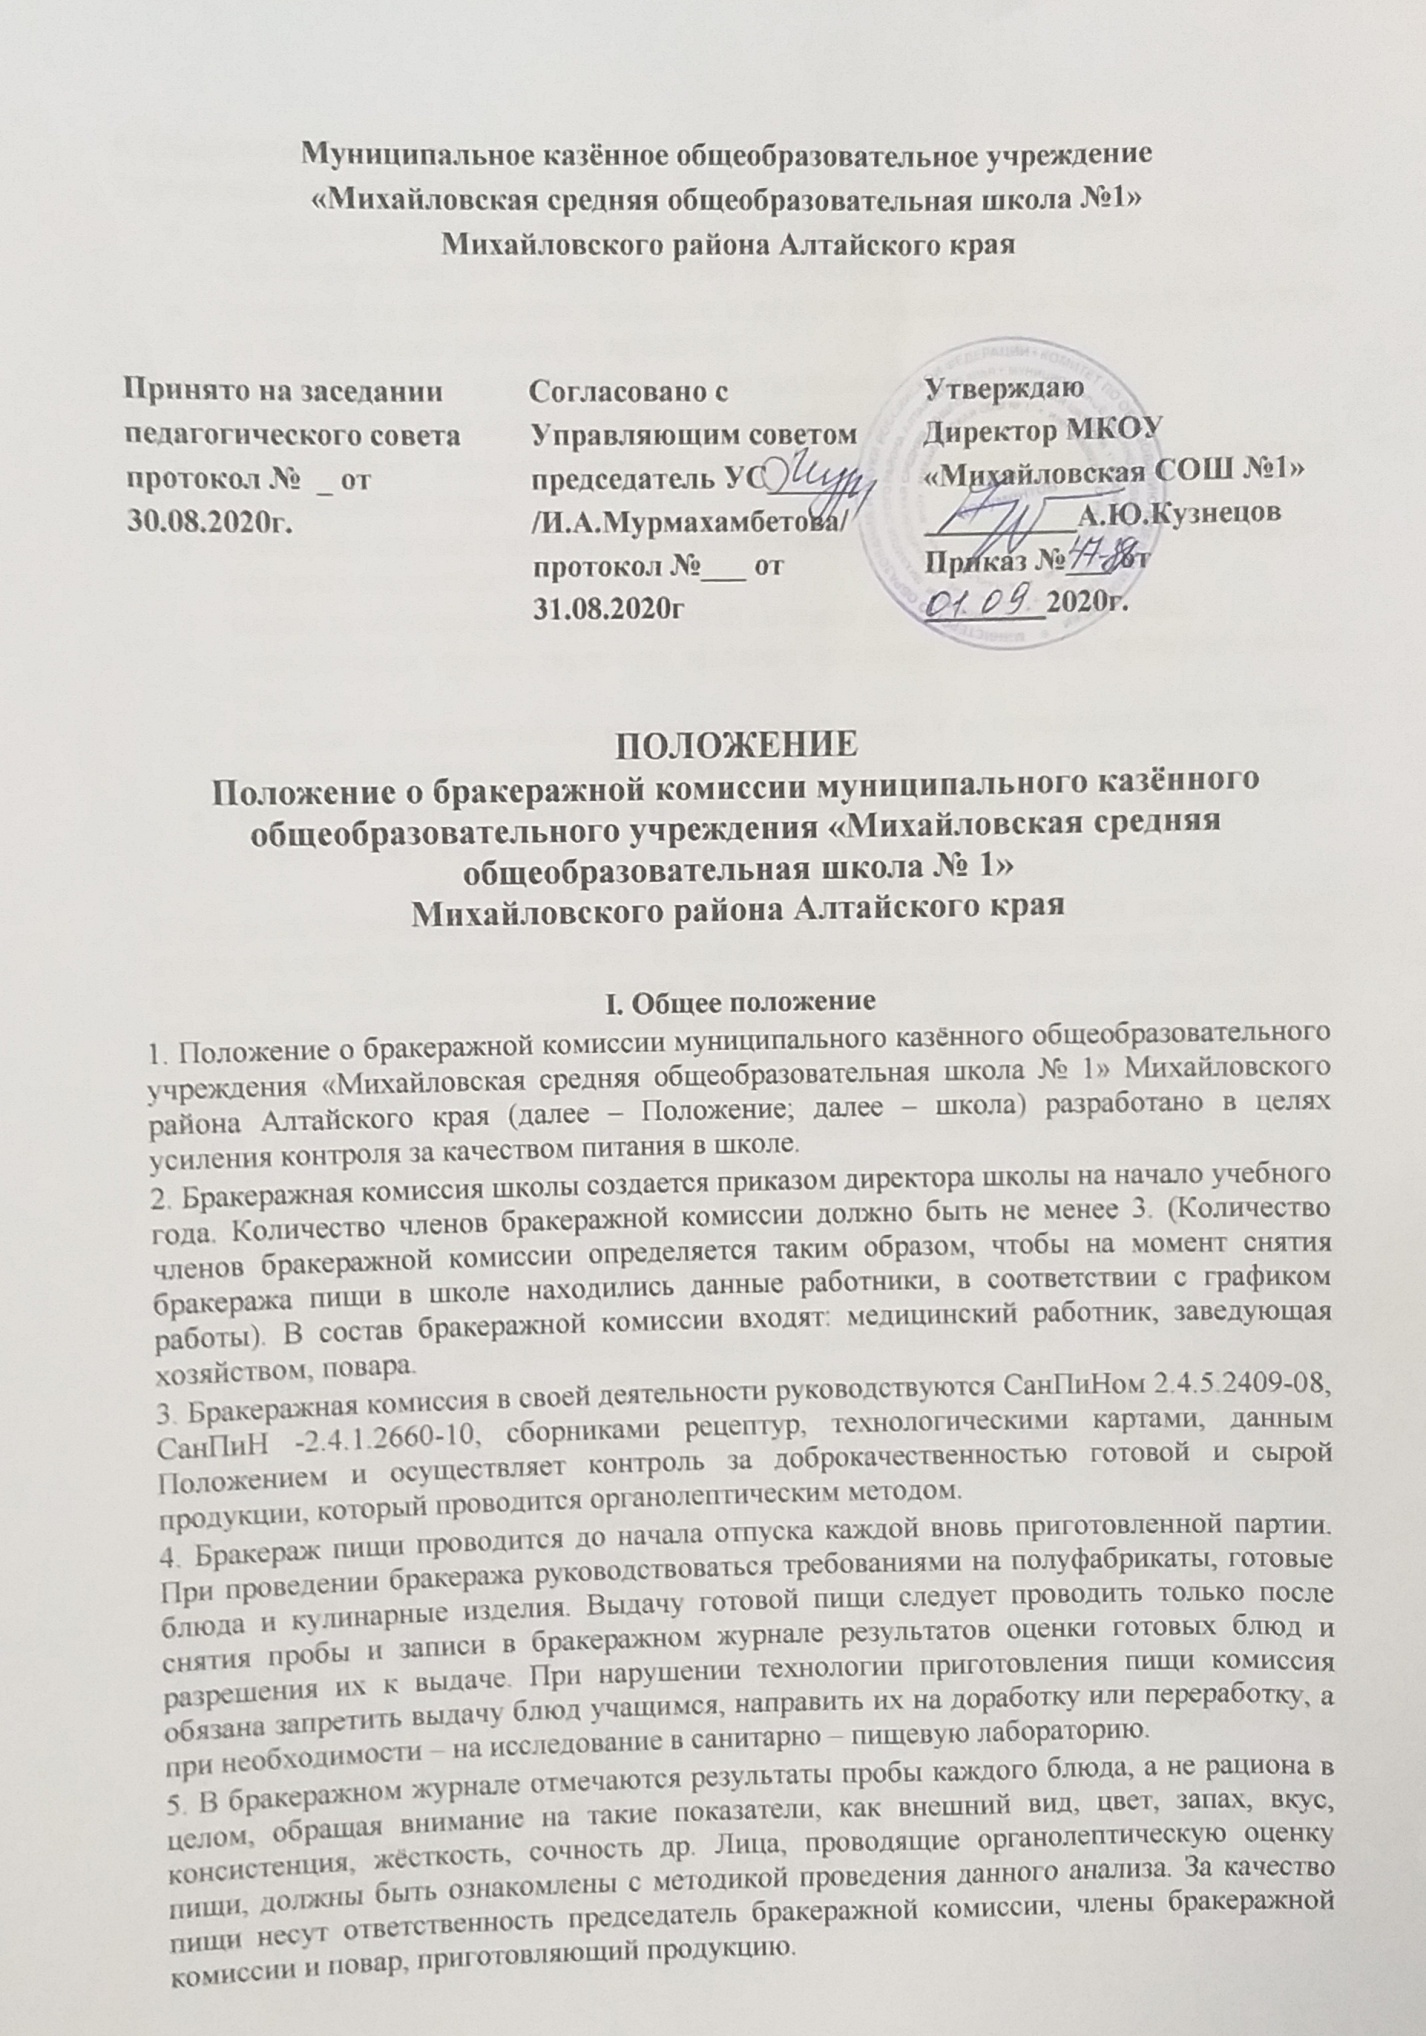 Муниципальное казённое общеобразовательное учреждение
«Михайловская средняя общеобразовательная школа №1»
Михайловского района Алтайского края
Принято на заседании
педагогического совета
протокол № _ от
30.08.2020г.
Согласовано с
Управляющим советом
председатель УС
/И.А.Мурмахамбетова/
протокол №___ от
31.08.2020г
Утверждаю
Директор МКОУ
«Михайловская СОШ №1»
__________А.Ю.Кузнецов
Приказ № 47- от
01.09.2020г.
ПОЛОЖЕНИЕ
Положение о бракеражной комиссии муниципального казённого
общеобразовательного учреждения «Михайловская средняя
общеобразовательная школа № 1»
Михайловского района Алтайского края
I. Общее положение
1. Положение о бракеражной комиссии муниципального казённого общеобразовательного
учреждения «Михайловская средняя общеобразовательная школа № 1» Михайловского
района Алтайского края (далее – Положение; далее – школа) разработано в целях
усиления контроля за качеством питания в школе.
2. Бракеражная комиссия школы создается приказом директора школы на начало учебного
года. Количество членов бракеражной комиссии должно быть не менее 3. (Количество
членов бракеражной комиссии определяется таким образом, чтобы на момент снятия
бракеража пищи в школе находились данные работники, в соответствии с графиком
работы). В состав бракеражной комиссии входят: медицинский работник, заведующая
хозяйством, повара.
3. Бракеражная комиссия в своей деятельности руководствуются СанПиНом 2.4.5.2409-08,
СанПиН -2.4.1.2660-10, сборниками рецептур, технологическими картами, данным
Положением и осуществляет контроль за доброкачественностью готовой и сырой
продукции, который проводится органолептическим методом.
4. Бракераж пищи проводится до начала отпуска каждой вновь приготовленной партии.
При проведении бракеража руководствоваться требованиями на полуфабрикаты, готовые
блюда и кулинарные изделия. Выдачу готовой пищи следует проводить только после
снятия пробы и записи в бракеражном журнале результатов оценки готовых блюд и
разрешения их к выдаче. При нарушении технологии приготовления пищи комиссия
обязана запретить выдачу блюд учащимся, направить их на доработку или переработку, а
при необходимости – на исследование в санитарно – пищевую лабораторию.
5. В бракеражном журнале отмечаются результаты пробы каждого блюда, а не рациона в
целом, обращая внимание на такие показатели, как внешний вид, цвет, запах, вкус,
консистенция, жёсткость, сочность др. Лица, проводящие органолептическую оценку
пищи, должны быть ознакомлены с методикой проведения данного анализа. За качество
пищи несут ответственность председатель бракеражной комиссии, члены бракеражной
комиссии и повар, приготовляющий продукцию.